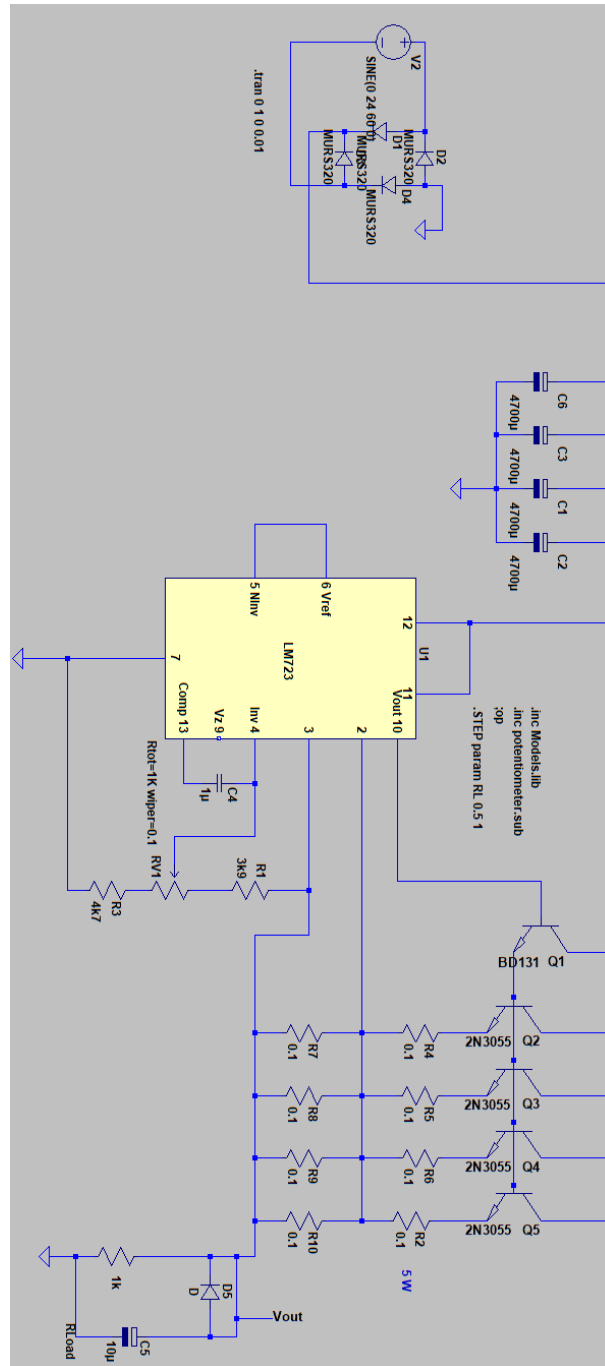 V2
SINE(0 24 60
.tran 0 1 0 0.01
D1
MURS320
D2
MURS320
MURS320
D4
MURS320
C6
4700µ
C3
4700µ
C1
4700µ
C2
4700µ
.inc Models.lib
.inc potentiometer.sub
;op
.STEP param RL 0.5 1
U1
LM723
5 NInv
6 Vref
12
11
7
Comp 13
Vz 9
Inv 4
3
2
Vout 10
C4
1µ
Rtot=1K wiper=0.1
RV1
R1
3k9
R3
4k7
BD131
Q1
2N3055
Q2
2N3055
Q3
2N3055
Q4
2N3055
Q5
R7
0.1
R4
0.1
R8
0.1
R5
0.1
R9
0.1
R6
0.1
R10
0.1
R2
0.1
5 W
1k
RLoad
D5
D
C5
10µ
Vout